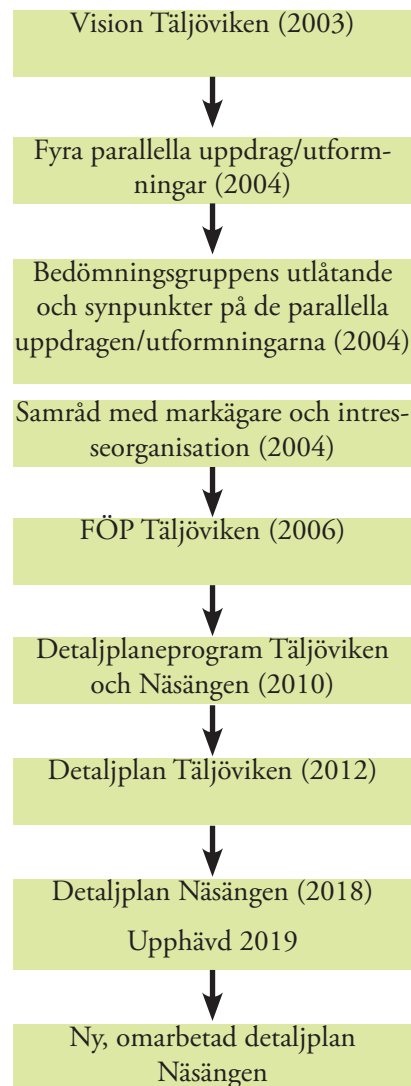 Vision Täljöviken (2003)
Fyra parallella uppdrag/utform-
ningar (2004)
Bedömningsgruppens utlåtande
och synpunkter på de parallella
uppdragen/utformningarna (2004)
Samråd med markägare och intres-
seorganisation (2004)
FÖP Täljöviken (2006)
Detaljplaneprogram Täljöviken
och Näsängen (2010)
Detaljplan Täljöviken (2012)
Detaljplan Näsängen (2018)
Upphävd 2019
Ny, omarbetad detaljplan
Näsängen